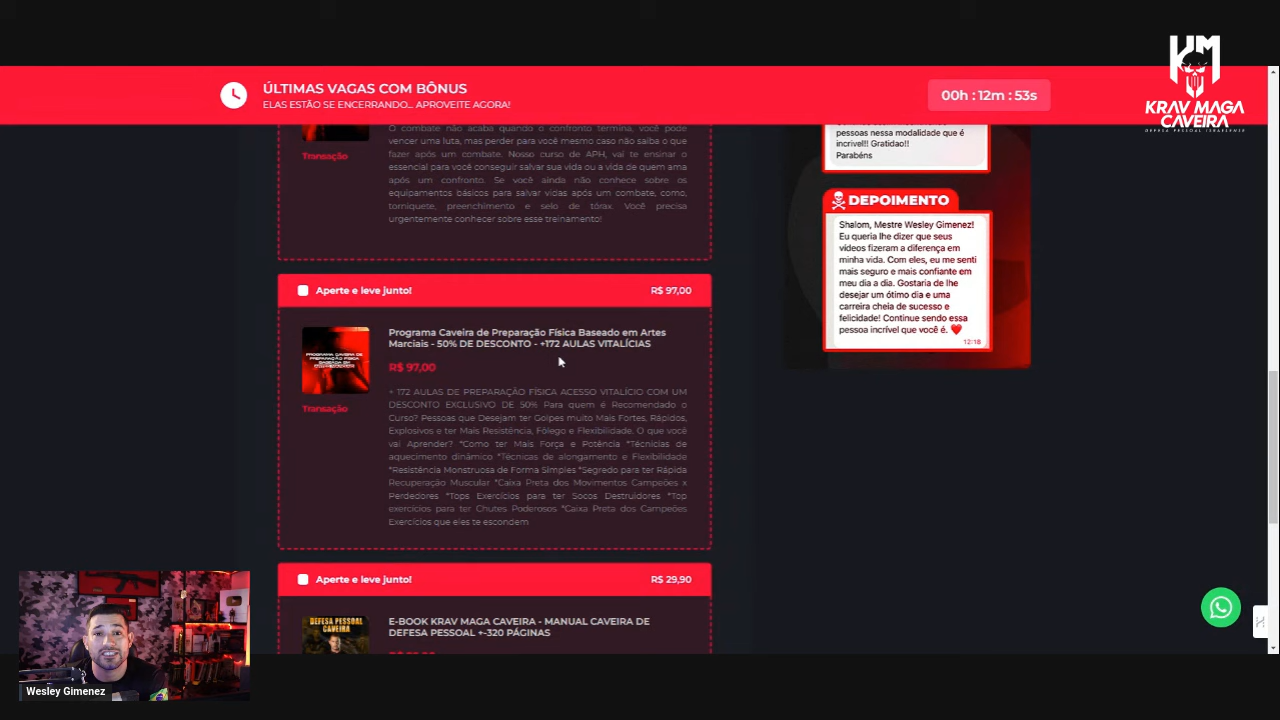 ÚLTIMAS VAGAS COM BÔNUS
ELAS ESTÃO SE ENCERRANDO... APROVEITE AGORA!
00h : 12m : 53s
KRAV MAGA
CAVEIRA
DEFESA PESSOAL ISRAELENSE
O combate não acaba quando o confronto termina, você pode
vencer uma luta, mas perder para você mesmo caso não saiba o que
fazer após um combate. Nosso curso de APH, vai te ensinar o
essencial para você conseguir salvar sua vida ou a vida de quem ama
após um confronto. Se você ainda não conhece sobre os
equipamentos básicos para salvar vidas após um combate, como,
torniquete, preenchimento e selo de tórax. Você precisa
urgentemente conhecer sobre esse treinamento!
Transação
Aperte e leve junto!
R$ 97,00
Programa Caveira de Preparação Física Baseado em Artes
Marciais - 50% DE DESCONTO - +172 AULAS VITALÍCIAS
R$ 97,00
PROGRAMA CAVEIRA DE
PREPARAÇÃO FÍSICA
BASEADA EM
Transação
+ 172 AULAS DE PREPARAÇÃO FÍSICA ACESSO VITALÍCIO COM UM
DESCONTO EXCLUSIVO DE 50% Para quem é Recomendado o
Curso? Pessoas que Desejam ter Golpes muito Mais Fortes, Rápidos,
Explosivos e ter Mais Resistência, Fôlego e Flexibilidade. O que você
vai Aprender? *Como ter Mais Força e Potência *Técnicias de
aquecimento dinâmico *Técnicas de alongamento e Flexibilidade
*Resistência Monstruosa de Forma Simples *Segredo para ter Rápida
Recuperação Muscular *Caixa Preta dos Movimentos Campeões x
Perdedores *Tops Exercícios para ter Socos Destruidores *Top
exercícios para ter Chutes Poderosos *Caixa Preta dos Campeões
Exercícios que eles te escondem
Aperte e leve junto!
R$ 29,90
DEFESA PESSOAL
CAVEIRA
E-BOOK KRAV MAGA CAVEIRA - MANUAL CAVEIRA DE
DEFESA PESSOAL +-320 PÁGINAS
pessoas nessa modalidade que é
incrivel!! Gratidao!!
Parabéns
DEPOIMENTO
Shalom, Mestre Wesley Gimenez!
Eu queria lhe dizer que seus
vídeos fizeram a diferença em
minha vida. Com eles, eu me senti
mais seguro e mais confiante em
meu dia a dia. Gostaria de lhe
desejar um ótimo dia e uma
carreira cheia de sucesso e
felicidade! Continue sendo essa
pessoa incrível que você é. ❤️
12:18
Wesley Gimenez